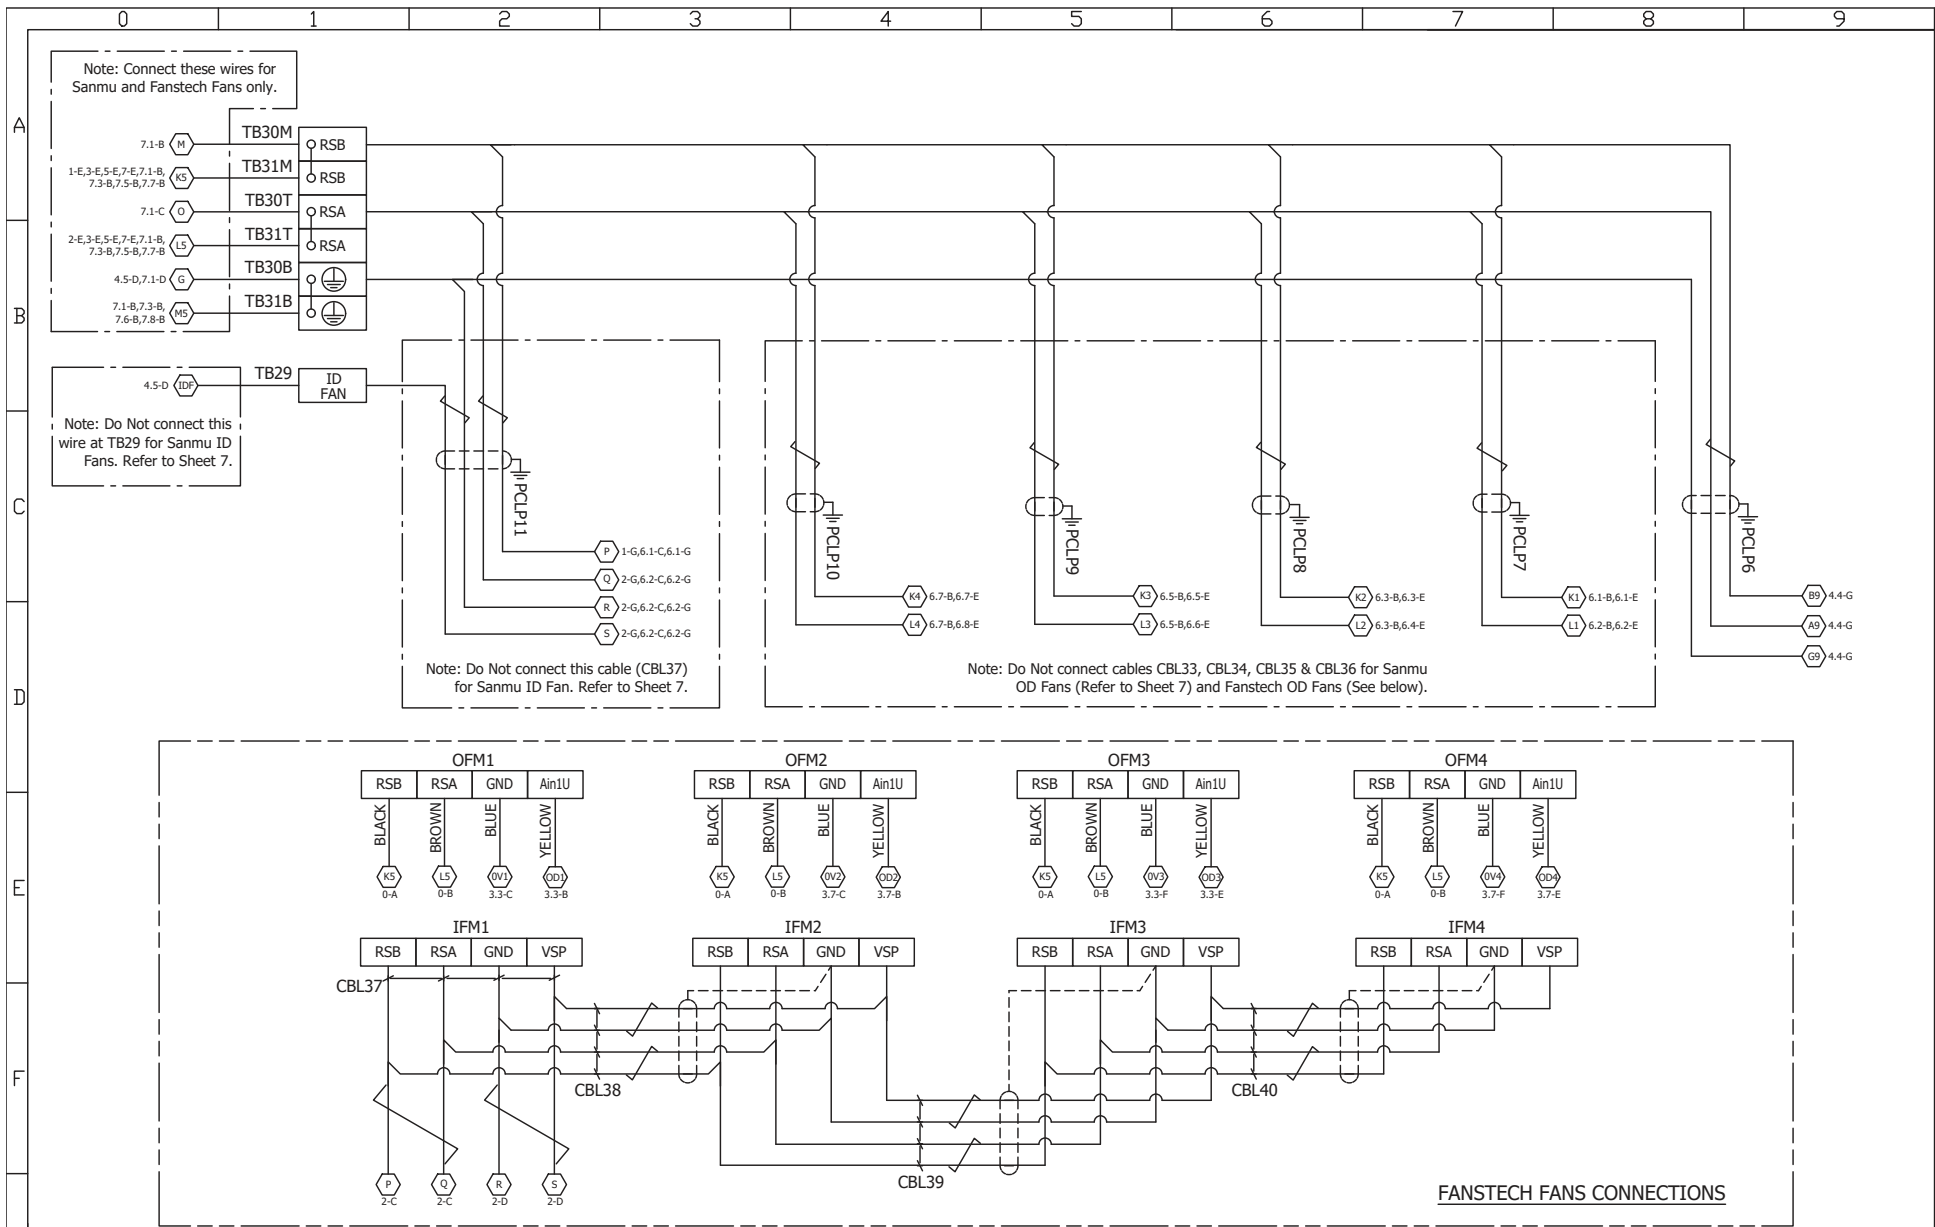 0 1 2 3 4 5 6 7 8 9
A
B
C
D
E
F
Note: Connect these wires for
Sanmu and Fanstech Fans only.
7.1-B M TB30M RSB
1-E,3-E,5-E,7-E,7.1-B,
7.3-B,7.5-B,7.7-B K5 TB31M RSB
7.1-C O TB30T RSA
2-E,3-E,5-E,7-E,7.1-B,
7.3-B,7.5-B,7.7-B L5 TB31T RSA
4.5-D,7.1-D G TB30B
7.1-B,7.3-B,
7.6-B,7.8-B M5 TB31B
4.5-D IDF TB29 ID
FAN
Note: Do Not connect this
wire at TB29 for Sanmu ID
Fans. Refer to Sheet 7.
PCLP11
P 1-G,6.1-C,6.1-G
Q 2-G,6.2-C,6.2-G
R 2-G,6.2-C,6.2-G
S 2-G,6.2-C,6.2-G
Note: Do Not connect this cable (CBL37)
for Sanmu ID Fan. Refer to Sheet 7.
PCLP10
K4 6.7-B,6.7-E
L4 6.7-B,6.8-E
PCLP9
K3 6.5-B,6.5-E
L3 6.5-B,6.6-E
PCLP8
K2 6.3-B,6.3-E
L2 6.3-B,6.4-E
PCLP7
K1 6.1-B,6.1-E
L1 6.2-B,6.2-E
Note: Do Not connect cables CBL33, CBL34, CBL35 & CBL36 for Sanmu
OD Fans (Refer to Sheet 7) and Fanstech OD Fans (See below).
PCLP6
B9 4.4-G
A9 4.4-G
G9 4.4-G
OFM1 OFM2 OFM3 OFM4
RSB RSA GND Ain1U RSB RSA GND Ain1U RSB RSA GND Ain1U RSB RSA GND Ain1U
BLACK BROWN BLUE YELLOW BLACK BROWN BLUE YELLOW BLACK BROWN BLUE YELLOW BLACK BROWN BLUE YELLOW
K5 L5 0V1 OD1 K5 L5 0V2 OD2 K5 L5 0V3 OD3 K5 L5 0V4 OD4
0-A 0-B 3.3-C 3.3-B 0-A 0-B 3.7-C 3.7-B 0-A 0-B 3.3-F 3.3-E 0-A 0-B 3.7-F 3.7-E
IFM1 IFM2 IFM3 IFM4
RSB RSA GND VSP RSB RSA GND VSP RSB RSA GND VSP RSB RSA GND VSP
CBL37
CBL38 CBL40
CBL39
P Q R S
2-C 2-C 2-D 2-D
FANSTECH FANS CONNECTIONS